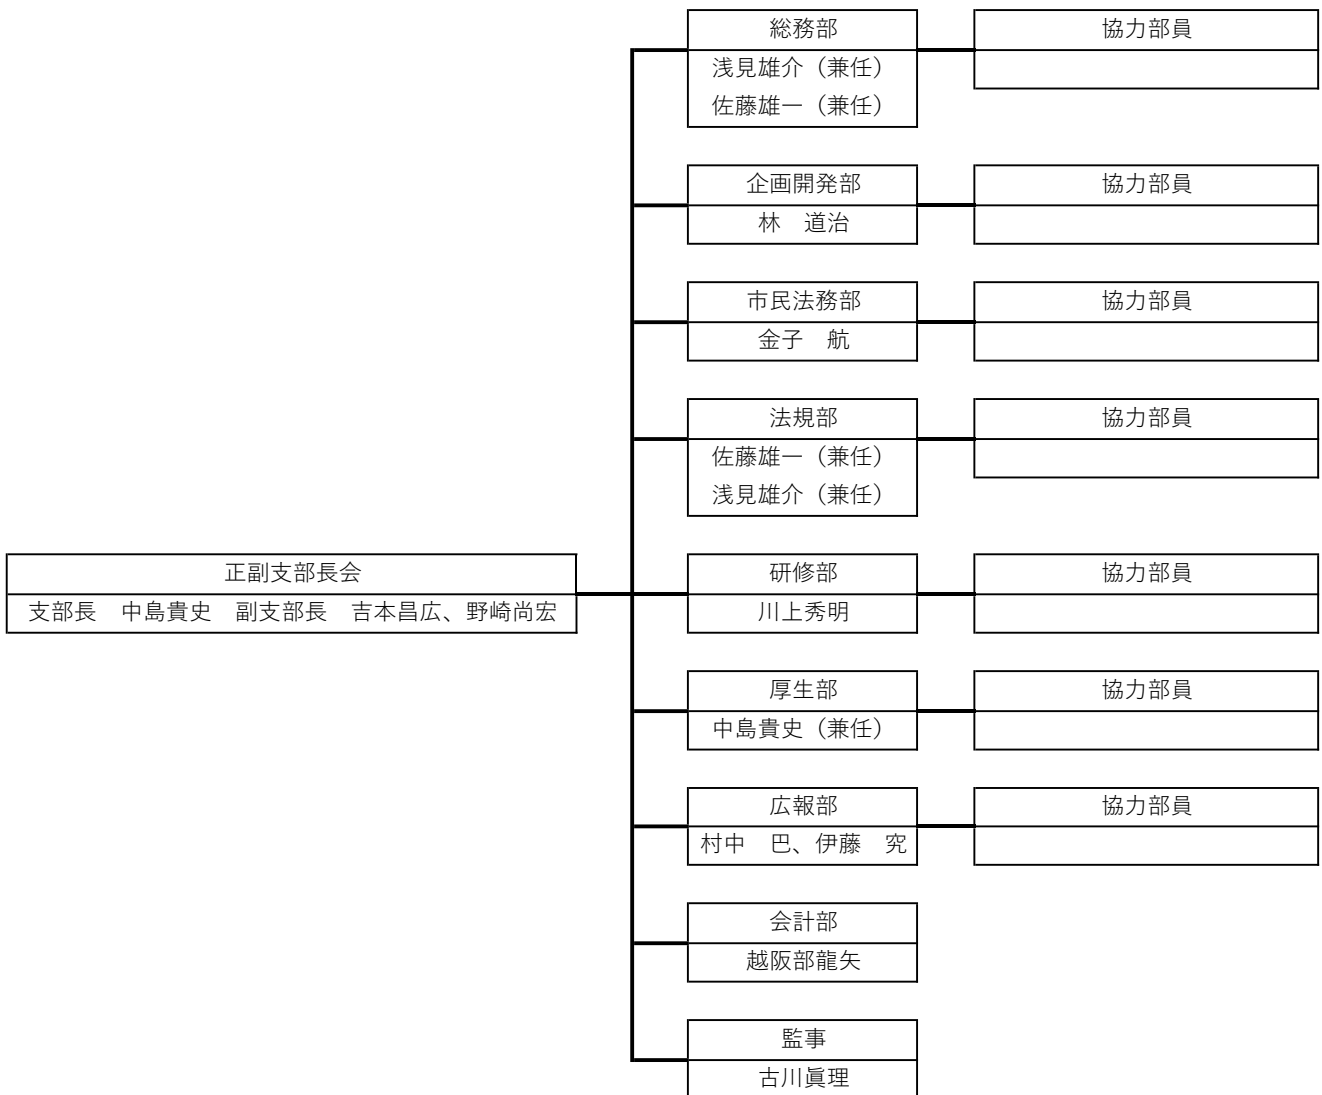 総務部
浅見雄介（兼任）
佐藤雄一（兼任）
協力部員
企画開発部
林　道治
協力部員
市民法務部
金子　航
協力部員
法規部
佐藤雄一（兼任）
浅見雄介（兼任）
協力部員
正副支部長会
支部長　中島貴史　副支部長　吉本昌広、野崎尚宏
研修部
川上秀明
協力部員
厚生部
中島貴史（兼任）
協力部員
広報部
村中　巴、伊藤　究
協力部員
会計部
越阪部龍矢
監事
古川眞理